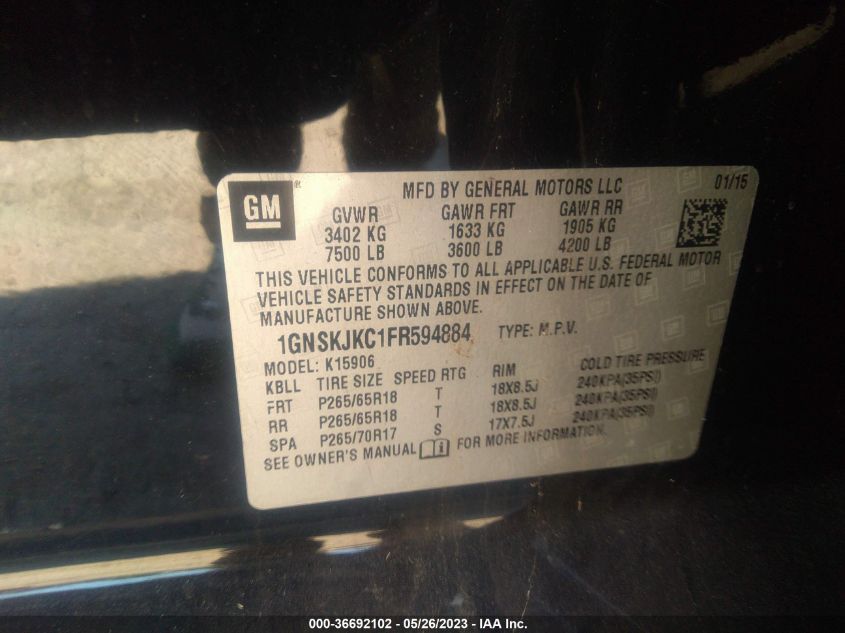 GM
®
MFD BY GENERAL MOTORS LLC 01/15
GVWR GAWR FRT GAWR RR
3402 KG 1633 KG 1905 KG
7500 LB 3600 LB 4200 LB
THIS VEHICLE CONFORMS TO ALL APPLICABLE U.S. FEDERAL MOTOR
VEHICLE SAFETY STANDARDS IN EFFECT ON THE DATE OF
MANUFACTURE SHOWN ABOVE.
1GNSKJKC1FR594884 TYPE: M.P.V.
MODEL: K15906
KBLL TIRE SIZE SPEED RTG RIM COLD TIRE PRESSURE
FRT P265/65R18 T 18X8.5J 240KPA(35PSI)
RR P265/65R18 T 18X8.5J 240KPA(35PSI)
SPA P265/70R17 S 17X7.5J 240KPA(35PSI)
SEE OWNER'S MANUAL FOR MORE INFORMATION.
000-36692102 - 05/26/2023 - IAA Inc.